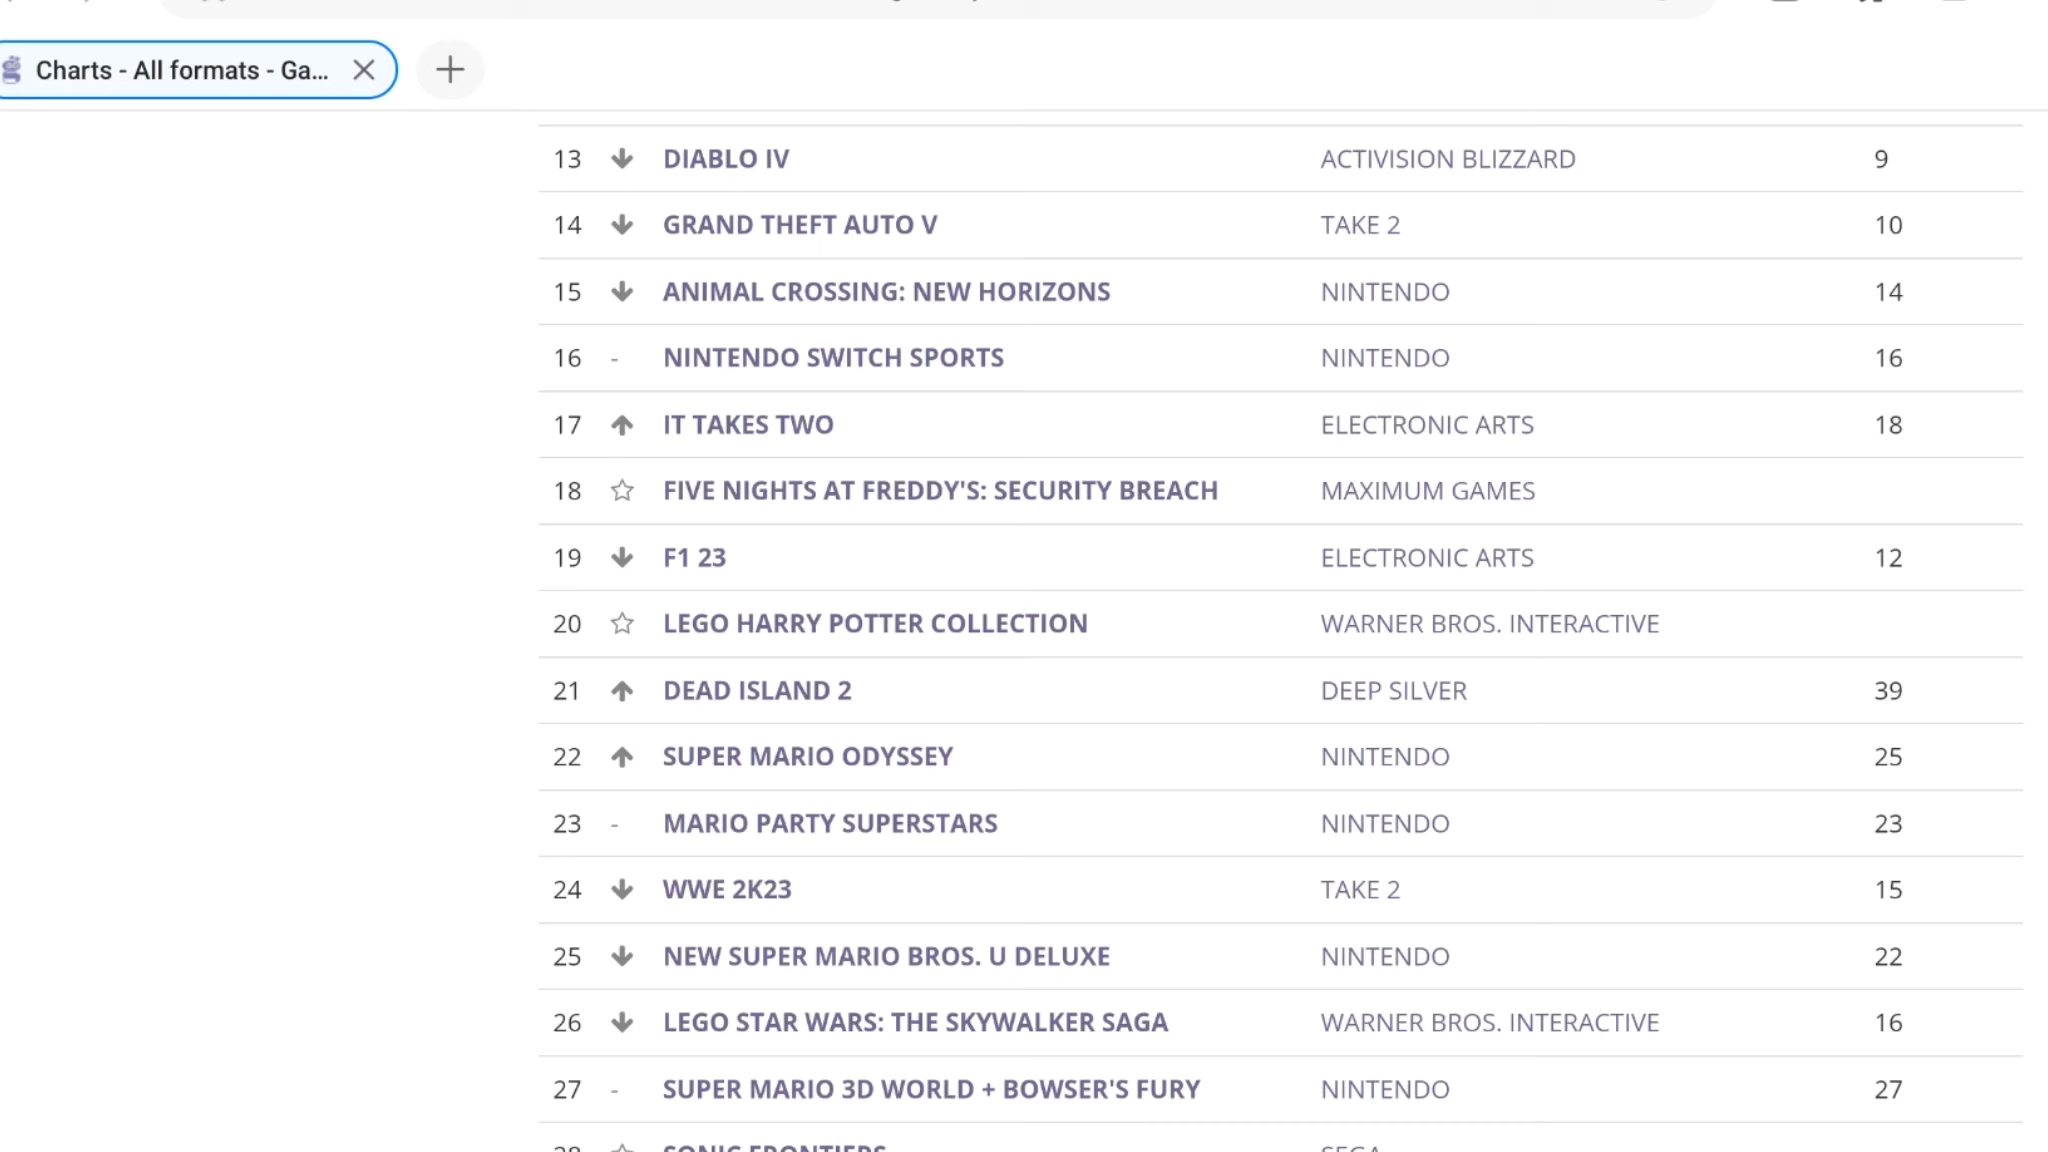 Charts - All formats - Ga...
13 DIABLO IV ACTIVISION BLIZZARD 9
14 GRAND THEFT AUTO V TAKE 2 10
15 ANIMAL CROSSING: NEW HORIZONS NINTENDO 14
16 - NINTENDO SWITCH SPORTS NINTENDO 16
17 IT TAKES TWO ELECTRONIC ARTS 18
18 FIVE NIGHTS AT FREDDY'S: SECURITY BREACH MAXIMUM GAMES
19 F1 23 ELECTRONIC ARTS 12
20 LEGO HARRY POTTER COLLECTION WARNER BROS. INTERACTIVE
21 DEAD ISLAND 2 DEEP SILVER 39
22 SUPER MARIO ODYSSEY NINTENDO 25
23 - MARIO PARTY SUPERSTARS NINTENDO 23
24 WWE 2K23 TAKE 2 15
25 NEW SUPER MARIO BROS. U DELUXE NINTENDO 22
26 LEGO STAR WARS: THE SKYWALKER SAGA WARNER BROS. INTERACTIVE 16
27 - SUPER MARIO 3D WORLD + BOWSER'S FURY NINTENDO 27
28 SONIC FRONTIERS SEGA